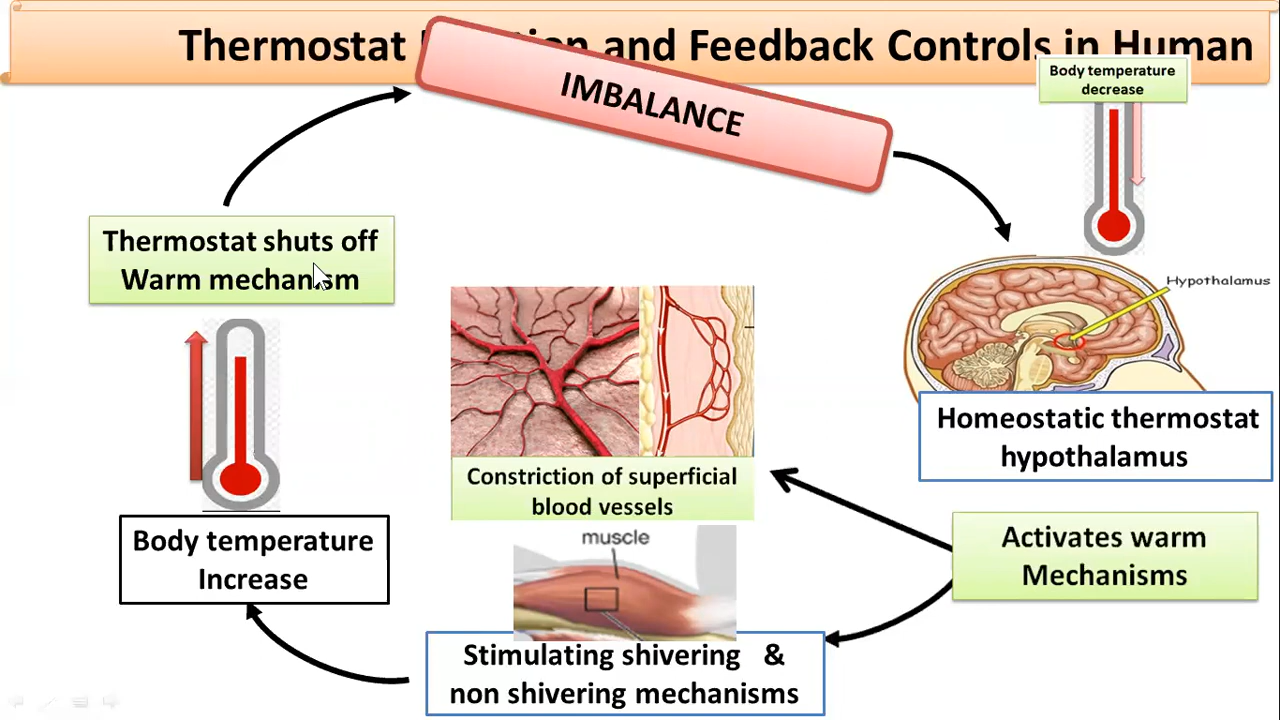 Thermostat and Feedback Controls in Human
IMBALANCE
Body temperature
decrease
Thermostat shuts off
Warm mechanism
Hypothalamus
Homeostatic thermostat
hypothalamus
Constriction of superficial
blood vessels
Activates warm
Mechanisms
muscle
Body temperature
Increase
Stimulating shivering &
non shivering mechanisms